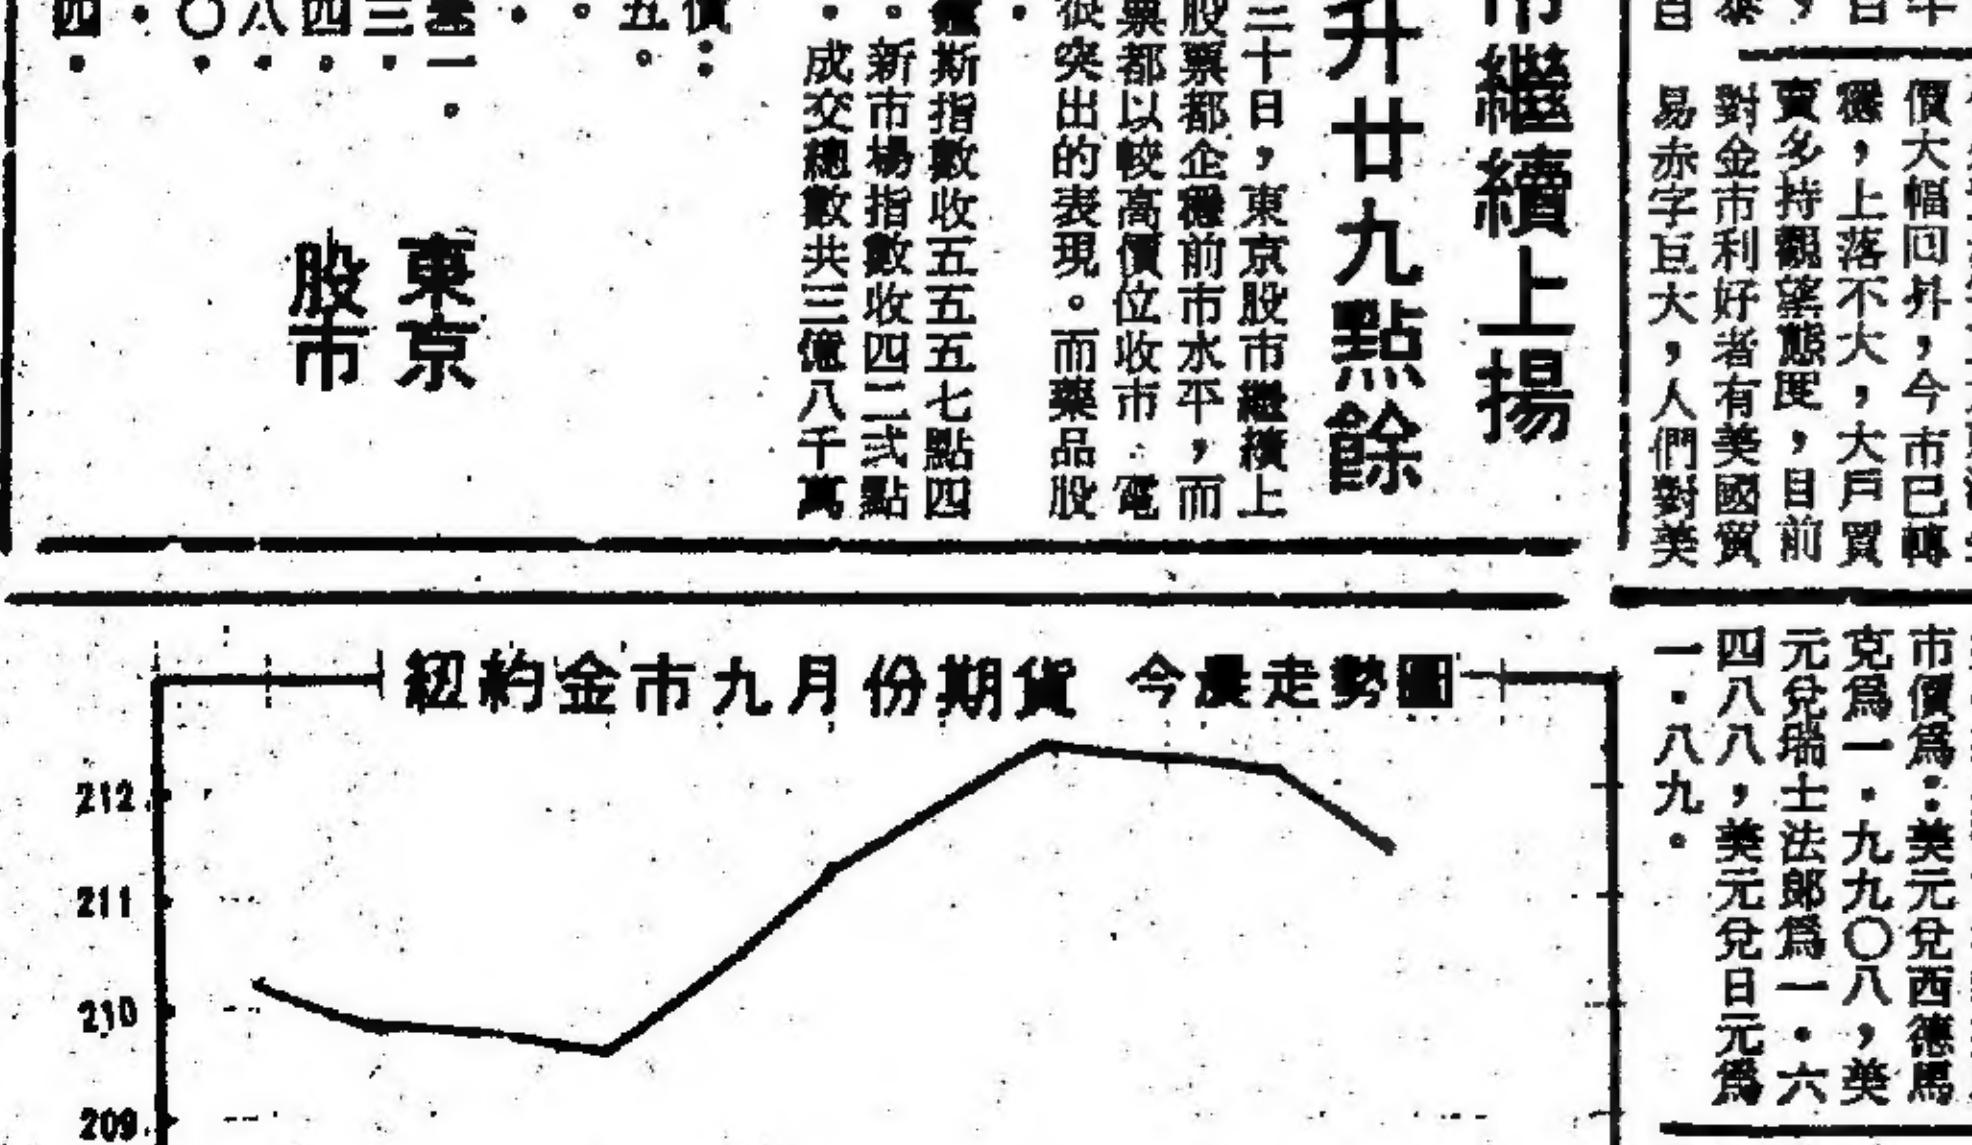 價大幅回昇，今市已轉
穩，上落不大，大戶買
賣多持觀望態度，目前
對金市利好者有美國貿
易赤字巨大，人們對美
市繼續上揚
升廿九點餘
三十日，東京股市繼續上
股票都企穩前市水平，而
票都以較高價位收市．電
很突出的表現。而藥品股
斯指數收五五五七點四
。新市場指數收四二弍點
．成交總數共三億八千萬
價：
五。
東京
股市
市價爲：美元兌西德馬
克爲一．九九〇八，美
元兌瑞士法郎爲一．六
四八八，美元兌日元爲
一．八九。
紐約金市九月份期貨 今晨走勢圖
212
211
210
209